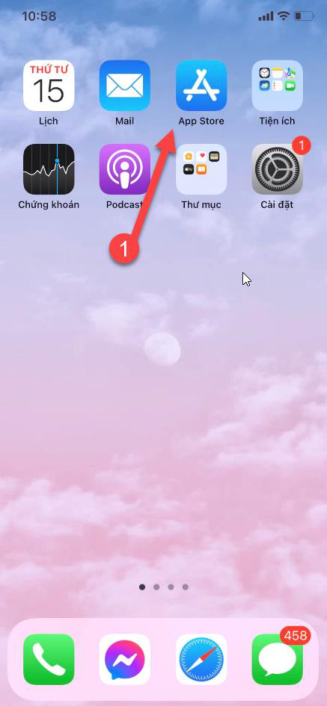 10:58
THỨ TƯ
15
Lịch
Mail
App Store
Tiện ích
1
Chứng khoán
Podcast
Thư mục
Cài đặt
1
458